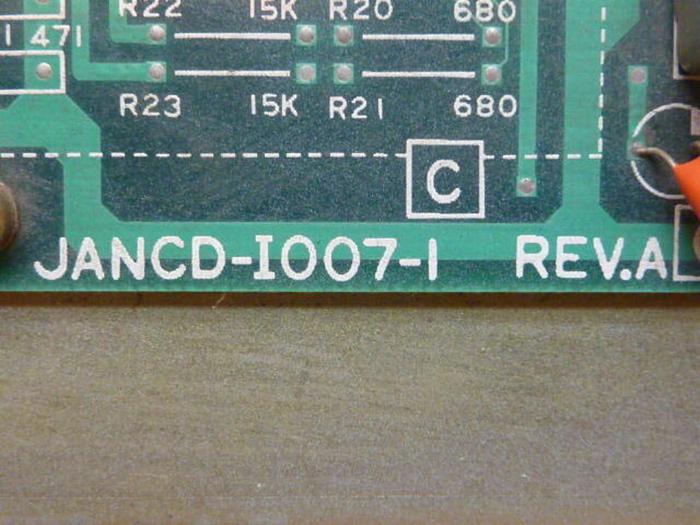 R22 15K R20 680
1 471
R23 15K R21 680
C
JANCD-I007-1 REV.A